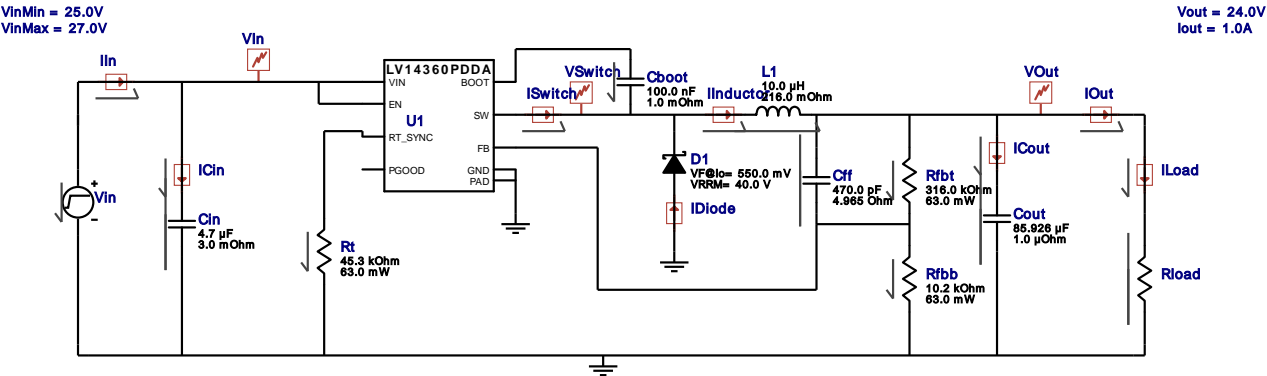 VinMin = 25.0V
VinMax = 27.0V
Vout = 24.0V
Iout = 1.0A
Vin
IIn
LV14360PDDA
VIN
BOOT
EN
U1
SW
RT_SYNC
FB
PGOOD
GND
PAD
VSwitch
ISwitch
Cboot
100.0 nF
1.0 mOhm
IInductor
L1
10.0 µH
216.0 mOhm
VOut
IOut
ICin
Vin
+
−
Cin
4.7 µF
3.0 mOhm
Rt
45.3 kOhm
63.0 mW
D1
VF@Io= 550.0 mV
VRRM= 40.0 V
IDiode
Cff
470.0 pF
4.965 Ohm
Rfbt
316.0 kOhm
63.0 mW
Rfbb
10.2 kOhm
63.0 mW
ICout
Cout
85.926 µF
1.0 µOhm
ILoad
Rload